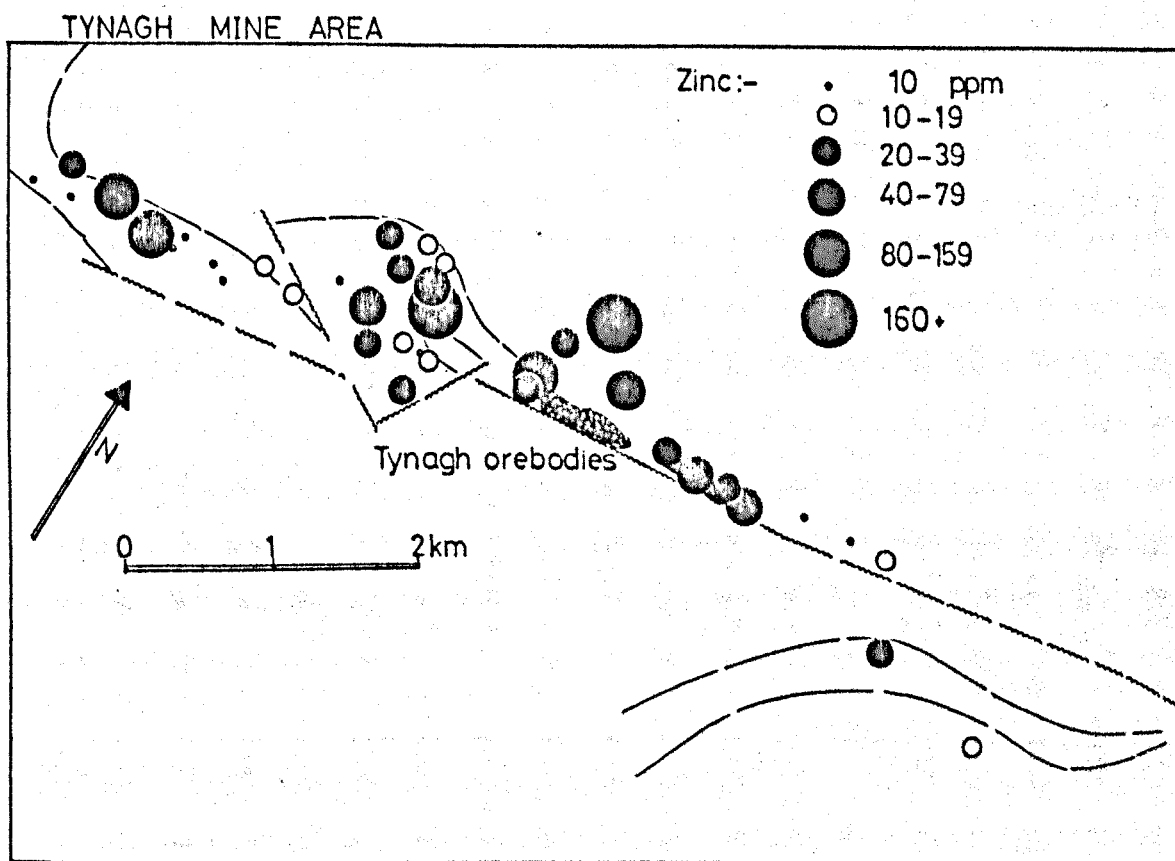 TYNAGH MINE AREA
Zinc:- 10 ppm
10-19
20-39
40-79
80-159
160+
Tynagh orebodies
N
0 1 2km